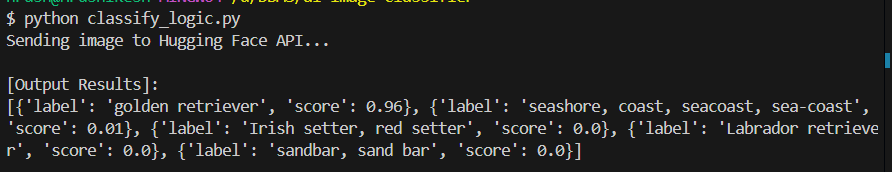 $ python classify_logic.py
Sending image to Hugging Face API...
[Output Results]:
[{'label': 'golden retriever', 'score': 0.96}, {'label': 'seashore, coast, seacoast, sea-coast',
'score': 0.01}, {'label': 'Irish setter, red setter', 'score': 0.0}, {'label': 'Labrador retrieve
r', 'score': 0.0}, {'label': 'sandbar, sand bar', 'score': 0.0}]